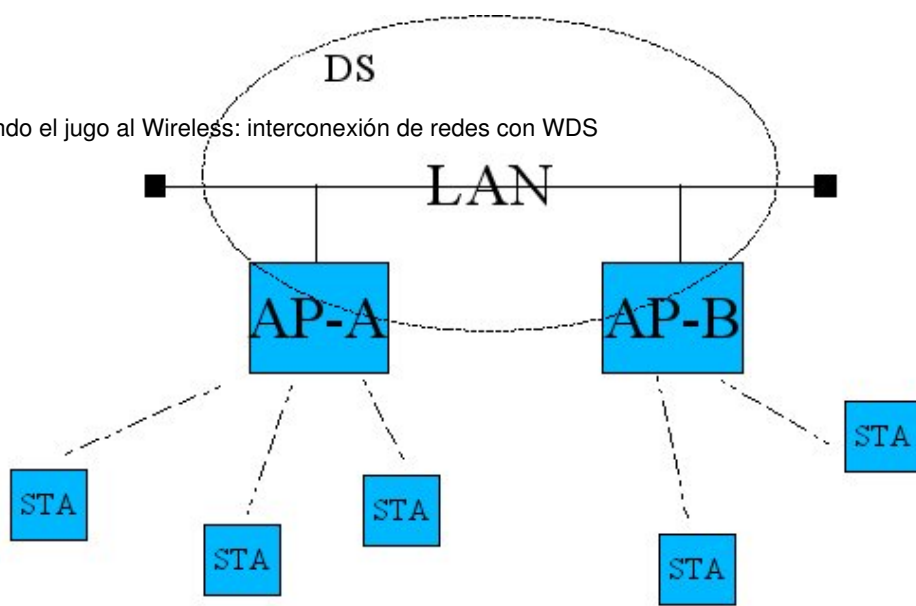 DS
ndo el jugo al Wireless: interconexión de redes con WDS
LAN
AP-A
AP-B
STA
STA
STA
STA
STA